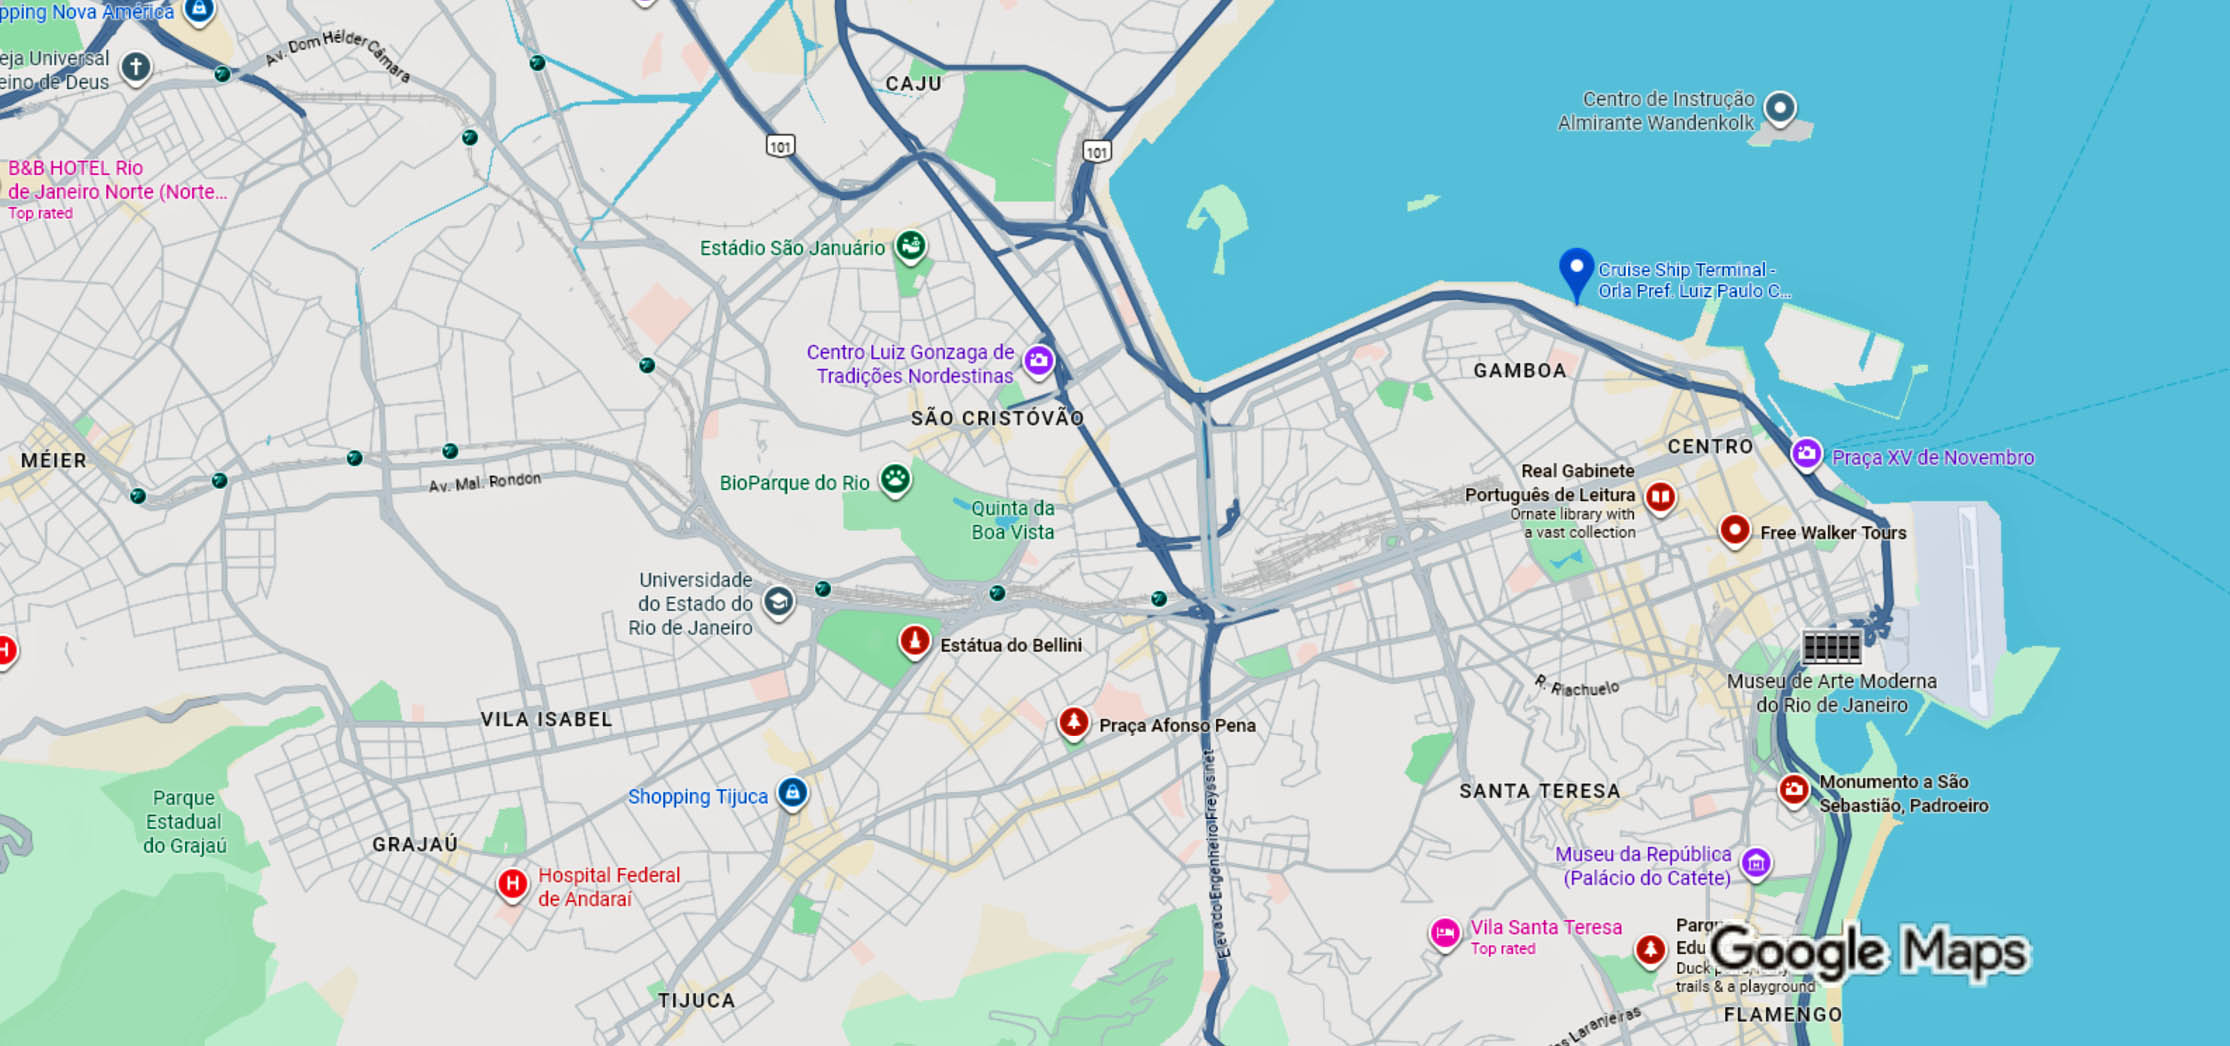 pping Nova América
eja Universal
eino de Deus
Av. Dom Hélder Câmara
CAJU
101
101
Centro de Instrução
Almirante Wandenkolk
B&B HOTEL Rio
de Janeiro Norte (Norte...
Top rated
Estádio São Januário
Cruise Ship Terminal -
Orla Pref. Luiz Paulo C...
Centro Luiz Gonzaga de
Tradições Nordestinas
GAMBOA
SÃO CRISTÓVÃO
MÉIER
Av. Mal. Rondon
BioParque do Rio
Quinta da
Boa Vista
CENTRO
Praça XV de Novembro
Real Gabinete
Português de Leitura
Ornate library with
a vast collection
Free Walker Tours
Universidade
do Estado do
Rio de Janeiro
Estátua do Bellini
H
Museu de Arte Moderna
do Rio de Janeiro
R. Riachuelo
VILA ISABEL
Praça Afonso Pena
Shopping Tijuca
Elevado Engenheiro Freyssinet
SANTA TERESA
Monumento a São
Sebastião, Padroeiro
Parque
Estadual
do Grajaú
GRAJAÚ
H
Hospital Federal
de Andaraí
Museu da República
(Palácio do Catete)
Vila Santa Teresa
Top rated
Edu
Duck
trails & a playground
Google Maps
TIJUCA
Laranjeiras
FLAMENGO